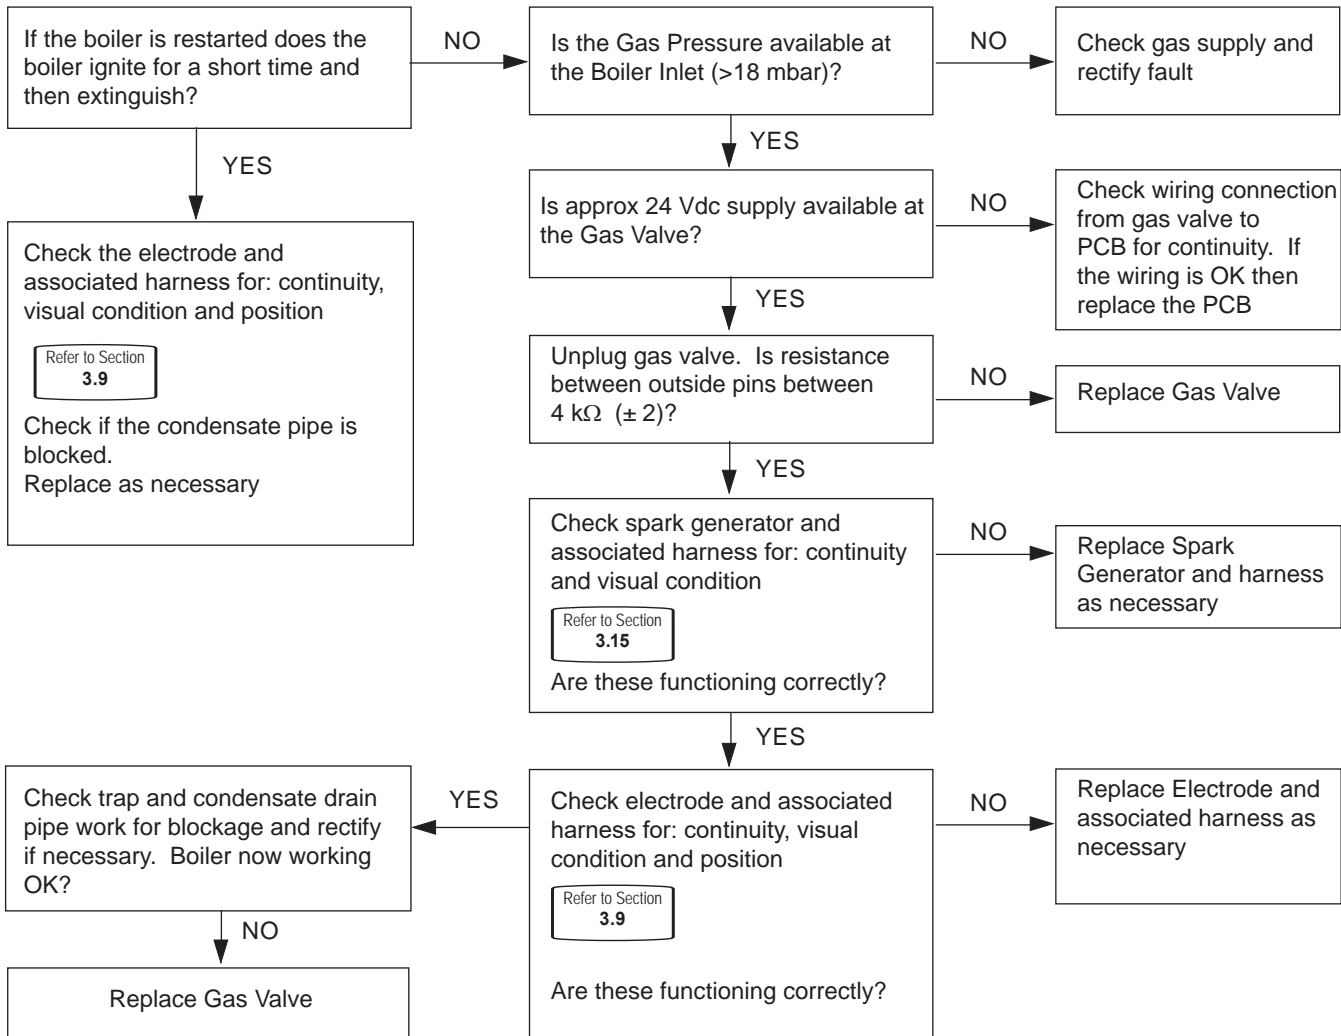 If the boiler is restarted does the
boiler ignite for a short time and
then extinguish?
NO
Is the Gas Pressure available at
the Boiler Inlet (>18 mbar)?
NO
Check gas supply and
rectify fault
YES
YES
Check the electrode and
associated harness for: continuity,
visual condition and position
Refer to Section
3.9
Check if the condensate pipe is
blocked.
Replace as necessary
Is approx 24 Vdc supply available at
the Gas Valve?
NO
Check wiring connection
from gas valve to
PCB for continuity. If
the wiring is OK then
replace the PCB
YES
Unplug gas valve. Is resistance
between outside pins between
4 kΩ (± 2)?
NO
Replace Gas Valve
YES
Check spark generator and
associated harness for: continuity
and visual condition
Refer to Section
3.15
Are these functioning correctly?
NO
Replace Spark
Generator and harness
as necessary
YES
Check electrode and associated
harness for: continuity, visual
condition and position
Refer to Section
3.9
Are these functioning correctly?
NO
Replace Electrode and
associated harness as
necessary
YES
Check trap and condensate drain
pipe work for blockage and rectify
if necessary. Boiler now working
OK?
NO
Replace Gas Valve